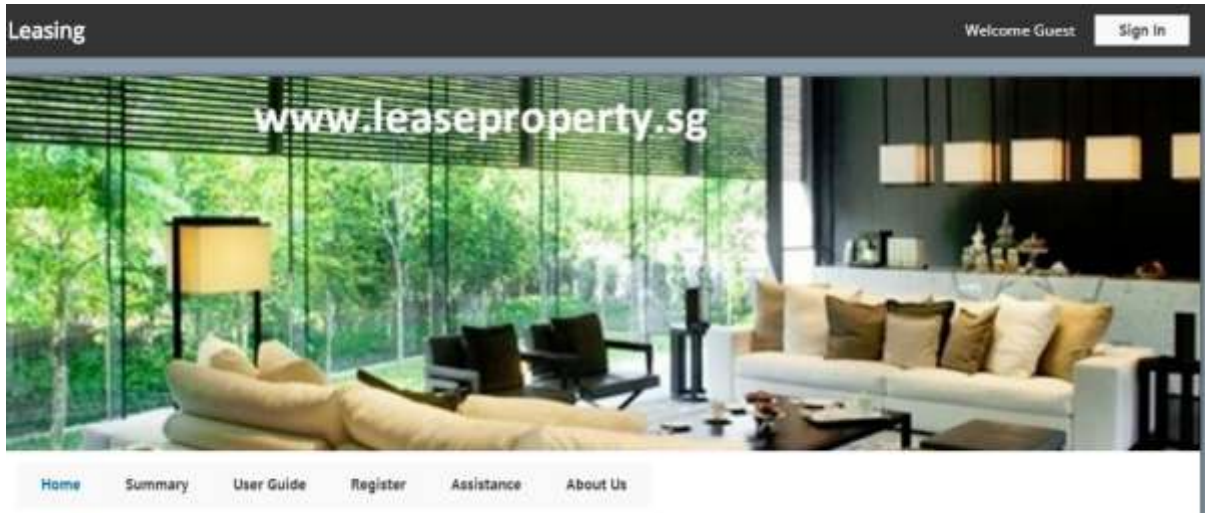 Leasing
Welcome Guest
Sign In
www.leaseproperty.sg
Home Summary User Guide Register Assistance About Us